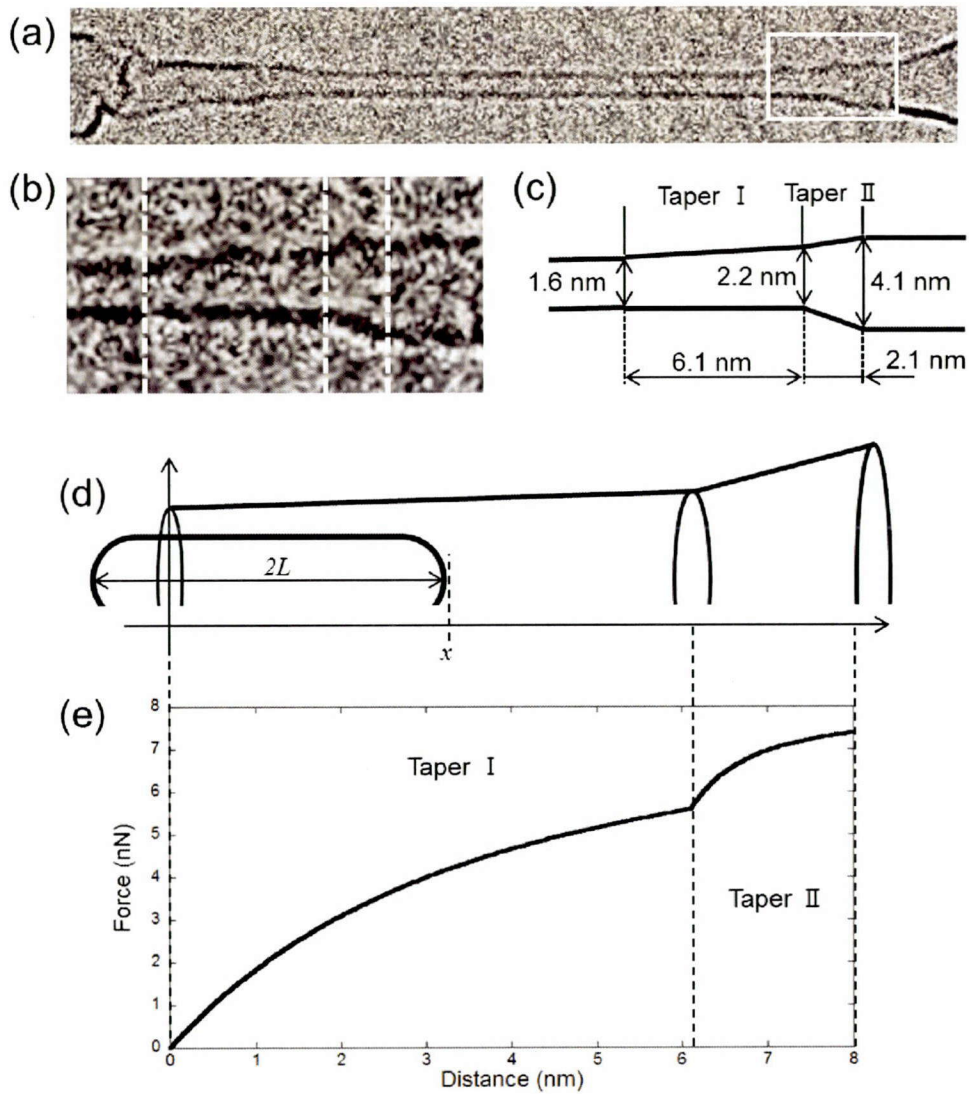 (a)
(b)
(c)
Taper Ⅰ
Taper Ⅱ
1.6 nm
2.2 nm
4.1 nm
6.1 nm
2.1 nm
(d)
2L
x
(e)
8
7
6
5
4
3
2
1
0
Force (nN)
Taper Ⅰ
Taper Ⅱ
0 1 2 3 4 5 6 7 8
Distance (nm)